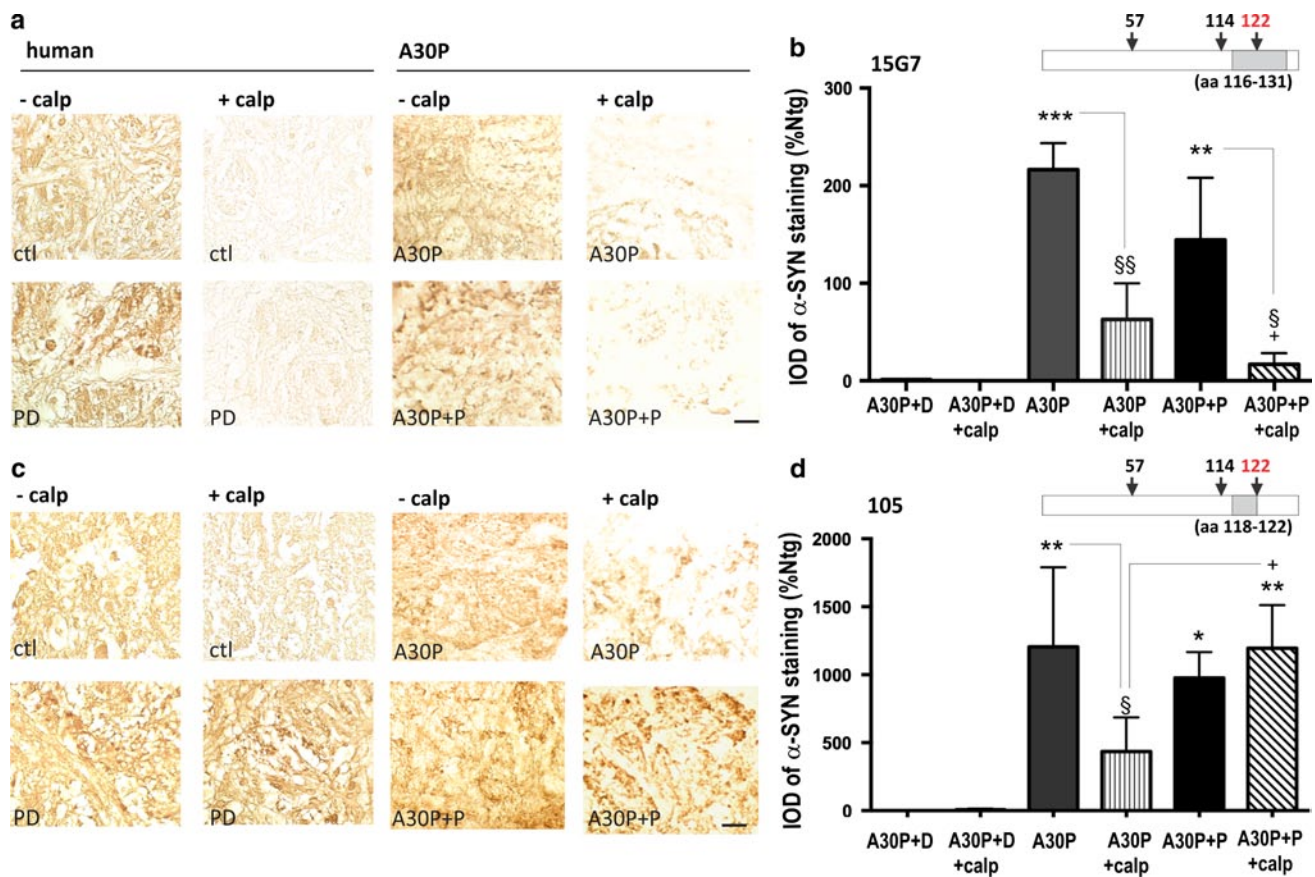 a
human
A30P
- calp
+ calp
- calp
+ calp
ctl
ctl
A30P
A30P
PD
PD
A30P+P
A30P+P
b
15G7
57
114
122
(aa 116-131)
IOD of α-SYN staining (%Ntg)
300
200
100
0
***
§§
**
§
+
A30P+D
A30P+D +calp
A30P
A30P +calp
A30P+P
A30P+P +calp
c
- calp
+ calp
- calp
+ calp
ctl
ctl
A30P
A30P
PD
PD
A30P+P
A30P+P
d
105
57
114
122
(aa 118-122)
IOD of α-SYN staining (%Ntg)
2000
1500
1000
500
0
**
§
*
+
**
A30P+D
A30P+D +calp
A30P
A30P +calp
A30P+P
A30P+P +calp